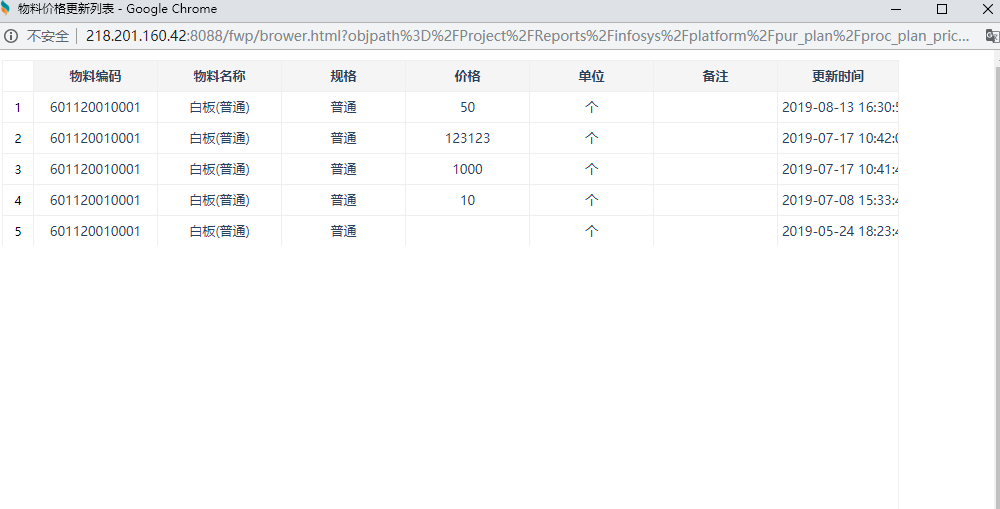 物料价格更新列表 - Google Chrome
不安全 218.201.160.42:8088/fwp/brower.html?objpath%3D%2FProject%2FReports%2Finfosys%2Fplatform%2Fpur_plan%2Fproc_plan_pric...
物料编码 物料名称 规格 价格 单位 备注 更新时间
1 601120010001 白板(普通) 普通 50 个 2019-08-13 16:30:5
2 601120010001 白板(普通) 普通 123123 个 2019-07-17 10:42:0
3 601120010001 白板(普通) 普通 1000 个 2019-07-17 10:41:4
4 601120010001 白板(普通) 普通 10 个 2019-07-08 15:33:4
5 601120010001 白板(普通) 普通 个 2019-05-24 18:23:4